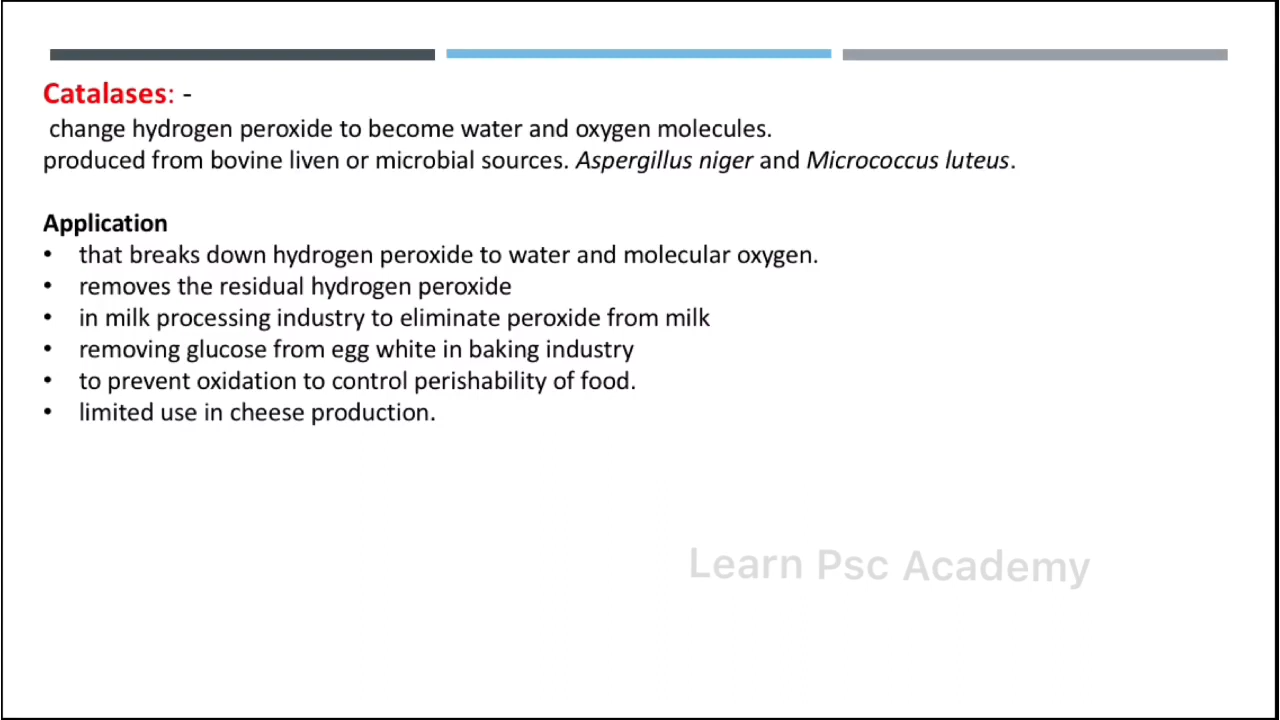 Catalases: -
change hydrogen peroxide to become water and oxygen molecules.
produced from bovine liven or microbial sources. Aspergillus niger and Micrococcus luteus.
Application
• that breaks down hydrogen peroxide to water and molecular oxygen.
• removes the residual hydrogen peroxide
• in milk processing industry to eliminate peroxide from milk
• removing glucose from egg white in baking industry
• to prevent oxidation to control perishability of food.
• limited use in cheese production.
Learn Psc Academy